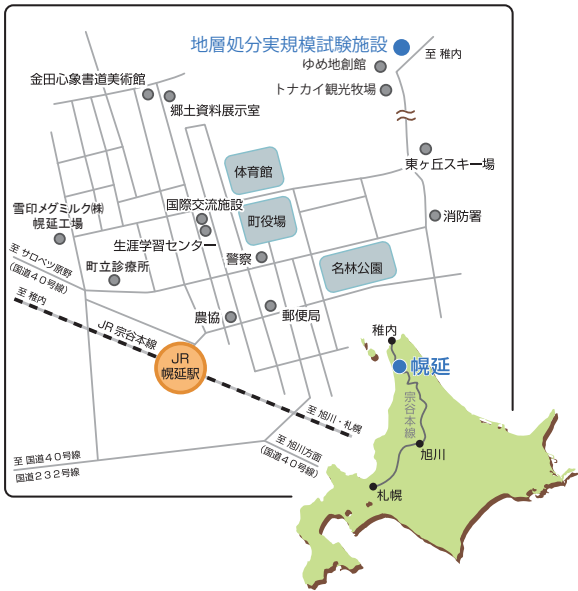 地層処分実規模試験施設
至 稚内
ゆめ地創館
金田心象書道美術館
トナカイ観光牧場
郷土資料展示室
東ヶ丘スキー場
体育館
国際交流施設
雪印メグミルク㈱
幌延工場
町役場
消防署
生涯学習センター
至 サロベツ原野
(国道40号線)
町立診療所
警察
名林公園
至 稚内
農協
郵便局
JR 宗谷本線
稚内
JR
幌延駅
幌延
宗谷本線
至 旭川・札幌
至 旭川方面
(国道40号線)
旭川
至 国道40号線
国道232号線
札幌